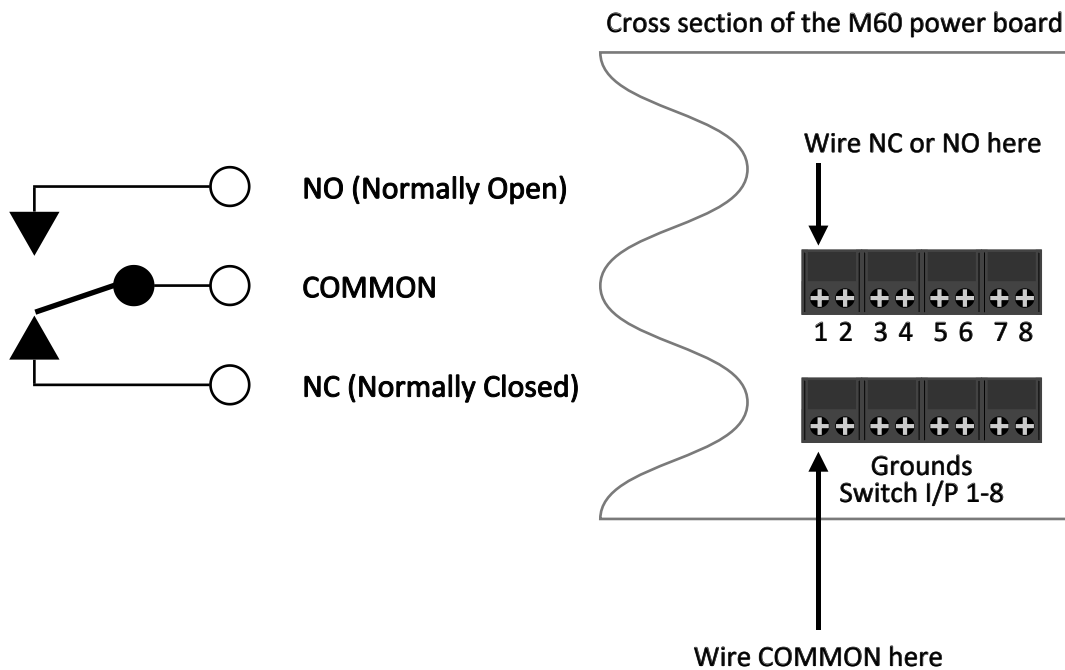 Cross section of the M60 power board
Wire NC or NO here
NO (Normally Open)
COMMON
NC (Normally Closed)
1 2 3 4 5 6 7 8
Grounds
Switch I/P 1-8
Wire COMMON here